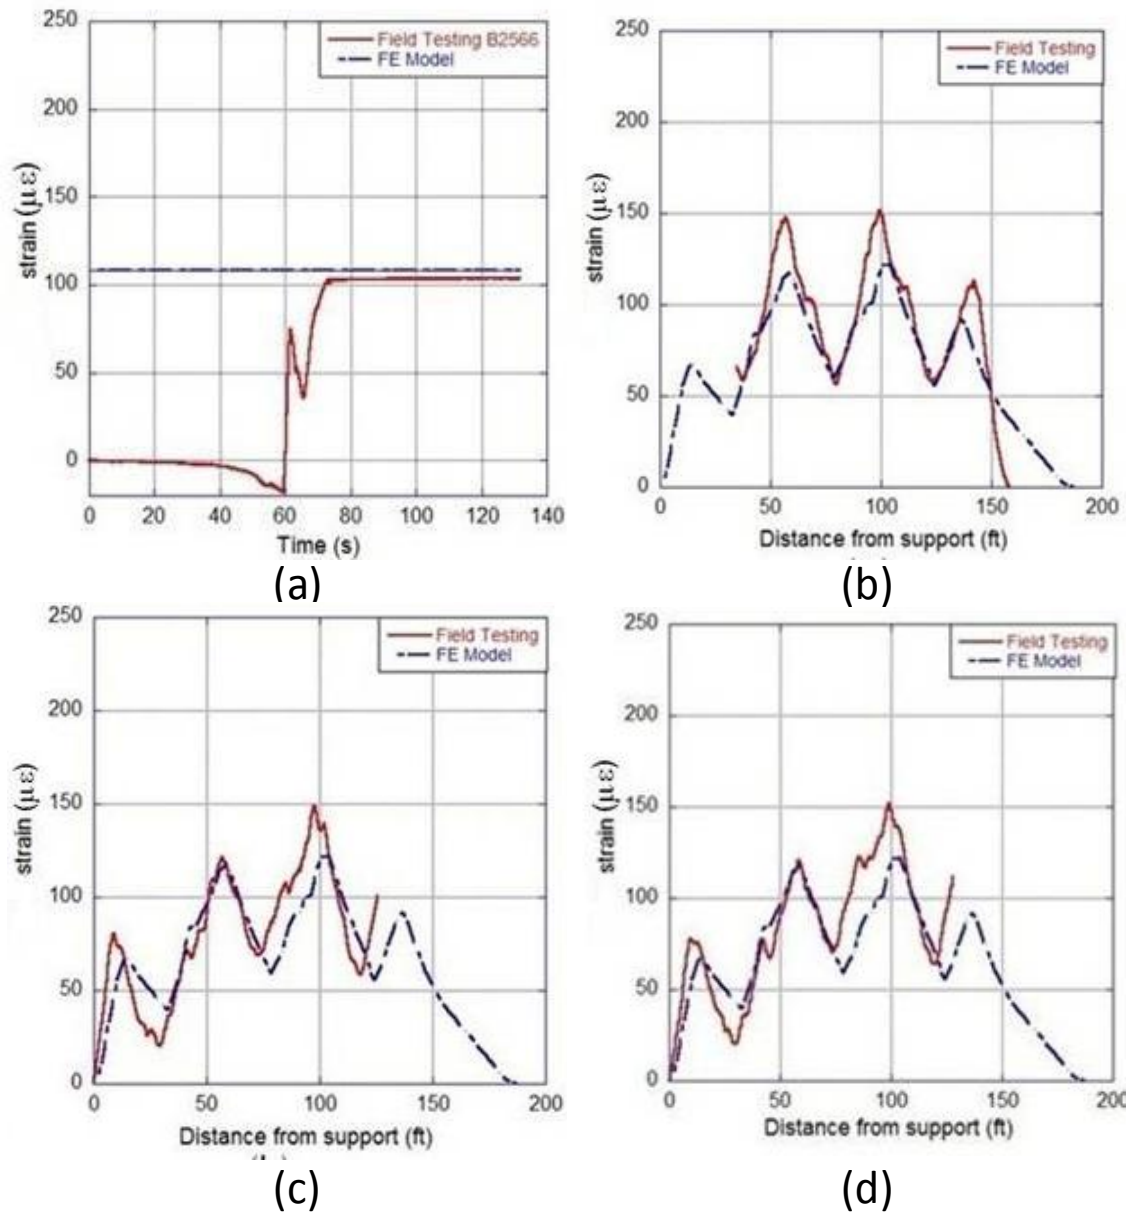 250
200
150
100
50
0
strain (με)
Field Testing B2566
FE Model
0 20 40 60 80 100 120 140
Time (s)
(a)
250
200
150
100
50
0
strain (με)
Field Testing
FE Model
0 50 100 150 200
Distance from support (ft)
(b)
250
200
150
100
50
0
strain (με)
Field Testing
FE Model
0 50 100 150 200
Distance from support (ft)
(c)
250
200
150
100
50
0
strain (με)
Field Testing
FE Model
0 50 100 150 200
Distance from support (ft)
(d)